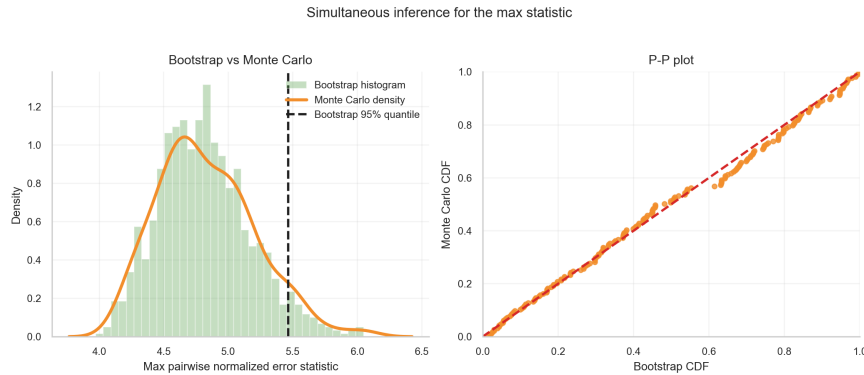 Simultaneous inference for the max statistic
Bootstrap vs Monte Carlo
Bootstrap histogram
Monte Carlo density
Bootstrap 95% quantile
Density
0.0
0.2
0.4
0.6
0.8
1.0
1.2
4.0 4.5 5.0 5.5 6.0 6.5
Max pairwise normalized error statistic
P-P plot
Monte Carlo CDF
1.0
0.8
0.6
0.4
0.2
0.0
0.0 0.2 0.4 0.6 0.8 1.0
Bootstrap CDF